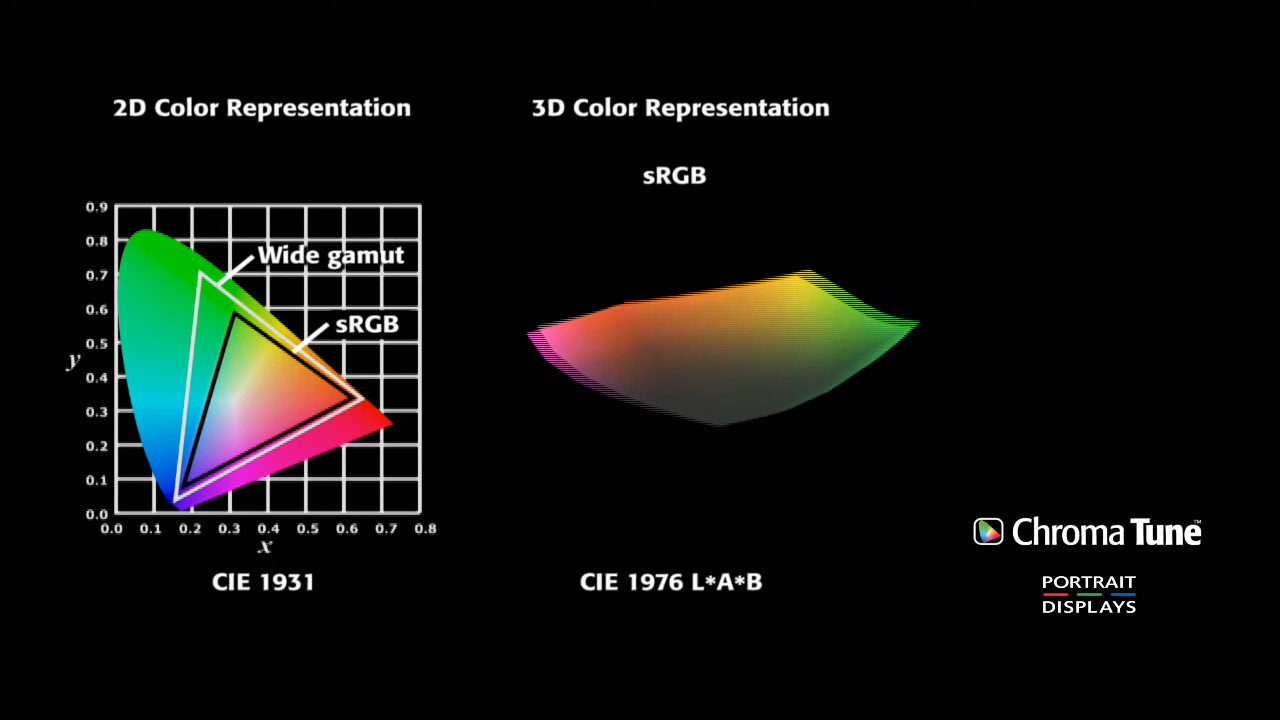 2D Color Representation
3D Color Representation
sRGB
0.9
0.8
0.7
0.6
0.5
0.4
0.3
0.2
0.1
0.0
y
Wide gamut
sRGB
0.0 0.1 0.2 0.3 0.4 0.5 0.6 0.7 0.8
x
CIE 1931
CIE 1976 L*A*B
Chroma Tune™
PORTRAIT
DISPLAYS